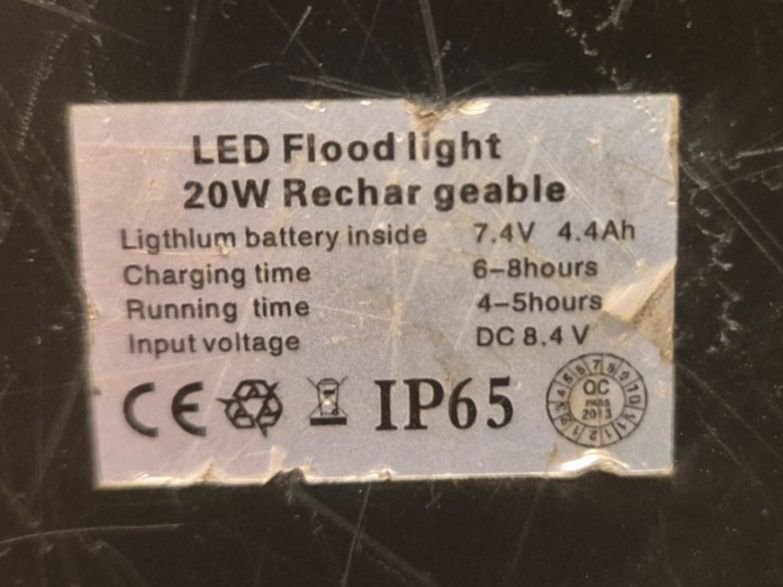 LED Flood light
20W Rechar geable
Ligthlum battery inside 7.4V 4.4Ah
Charging time 6-8hours
Running time 4-5hours
Input voltage DC 8.4 V
CE IP65
QC
PASS
2013